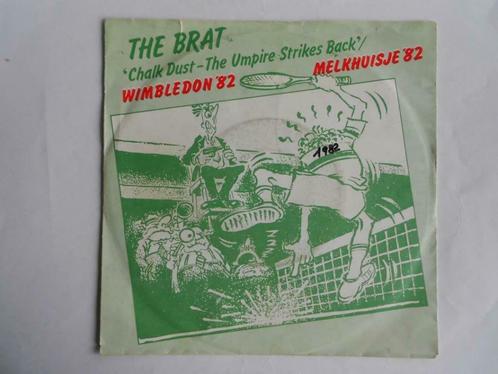 THE BRAT
'Chalk Dust – The Umpire Strikes Back'/
WIMBLEDON '82 MELKHUISJE '82
1982